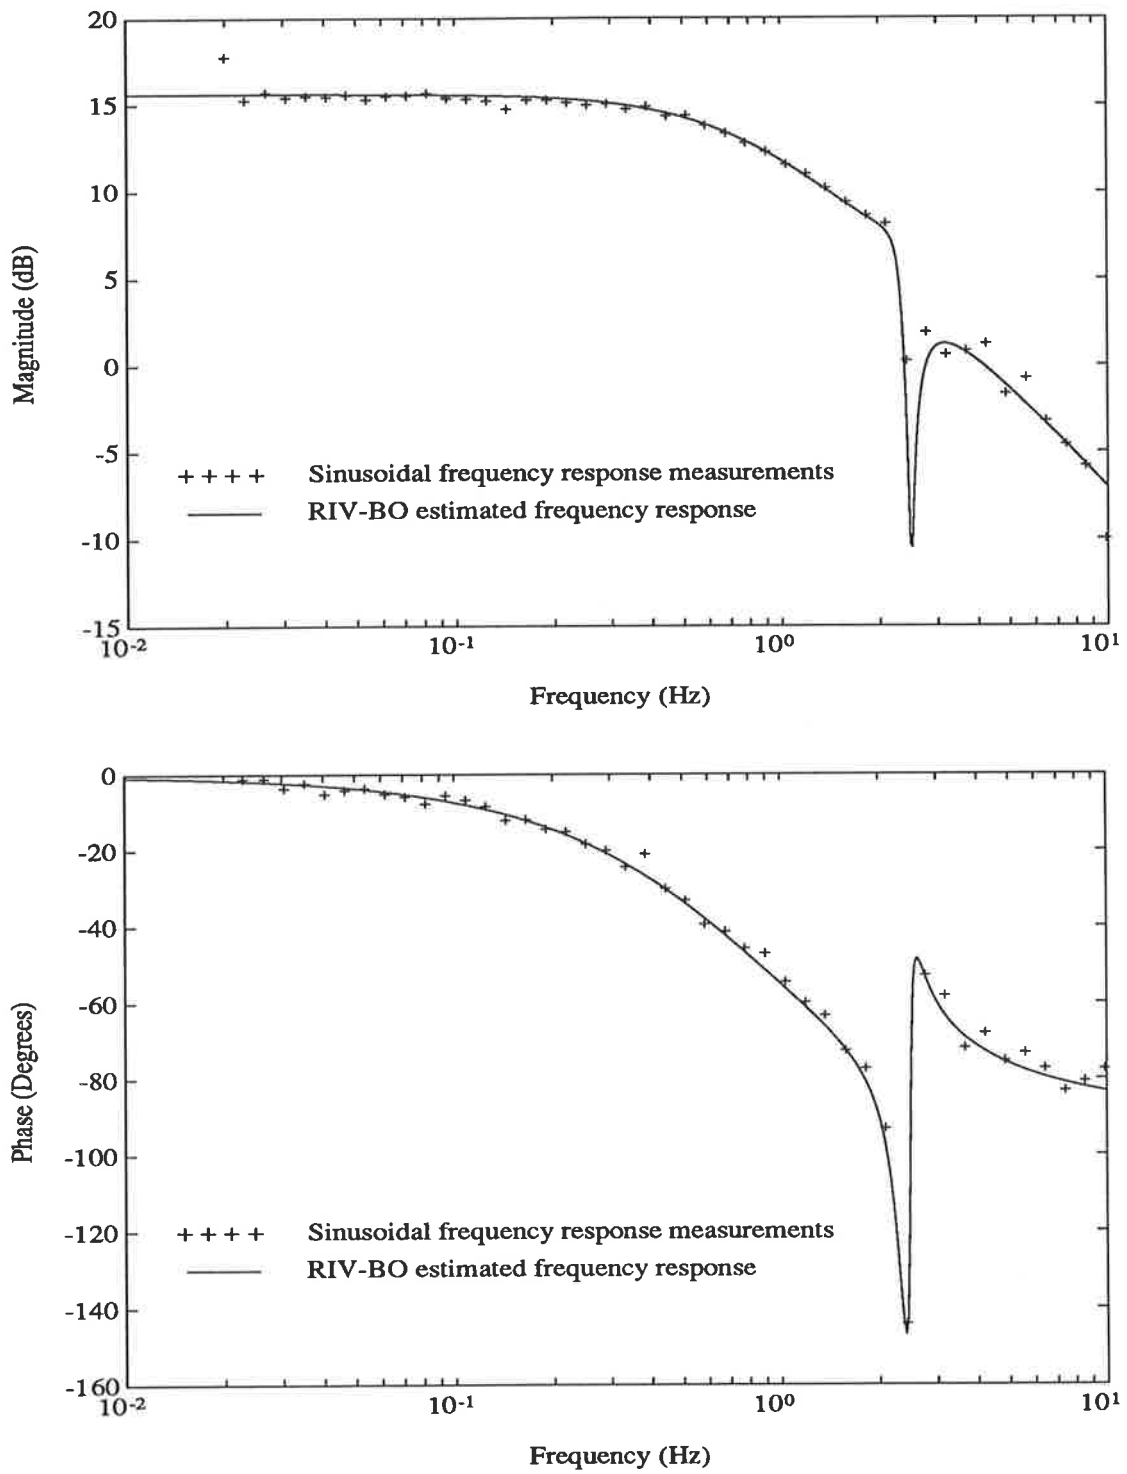 20
15
10
5
0
-5
-10
-15
Magnitude (dB)
++++ Sinusoidal frequency response measurements
RIV-BO estimated frequency response
10-2 10-1 100 101
Frequency (Hz)
0
-20
-40
-60
-80
-100
-120
-140
-160
Phase (Degrees)
++++ Sinusoidal frequency response measurements
RIV-BO estimated frequency response
10-2 10-1 100 101
Frequency (Hz)